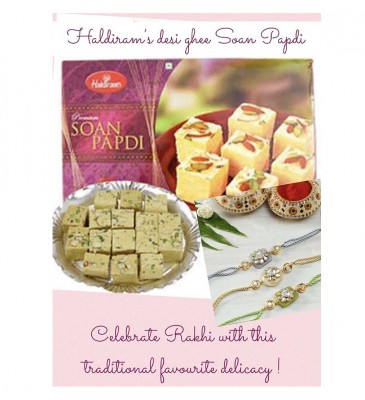 Haldiram's desi ghee Soan Papdi
Haldiram's
Premium
SOAN
PAPDI
Celebrate Rakhi with this
traditional favourite delicacy !